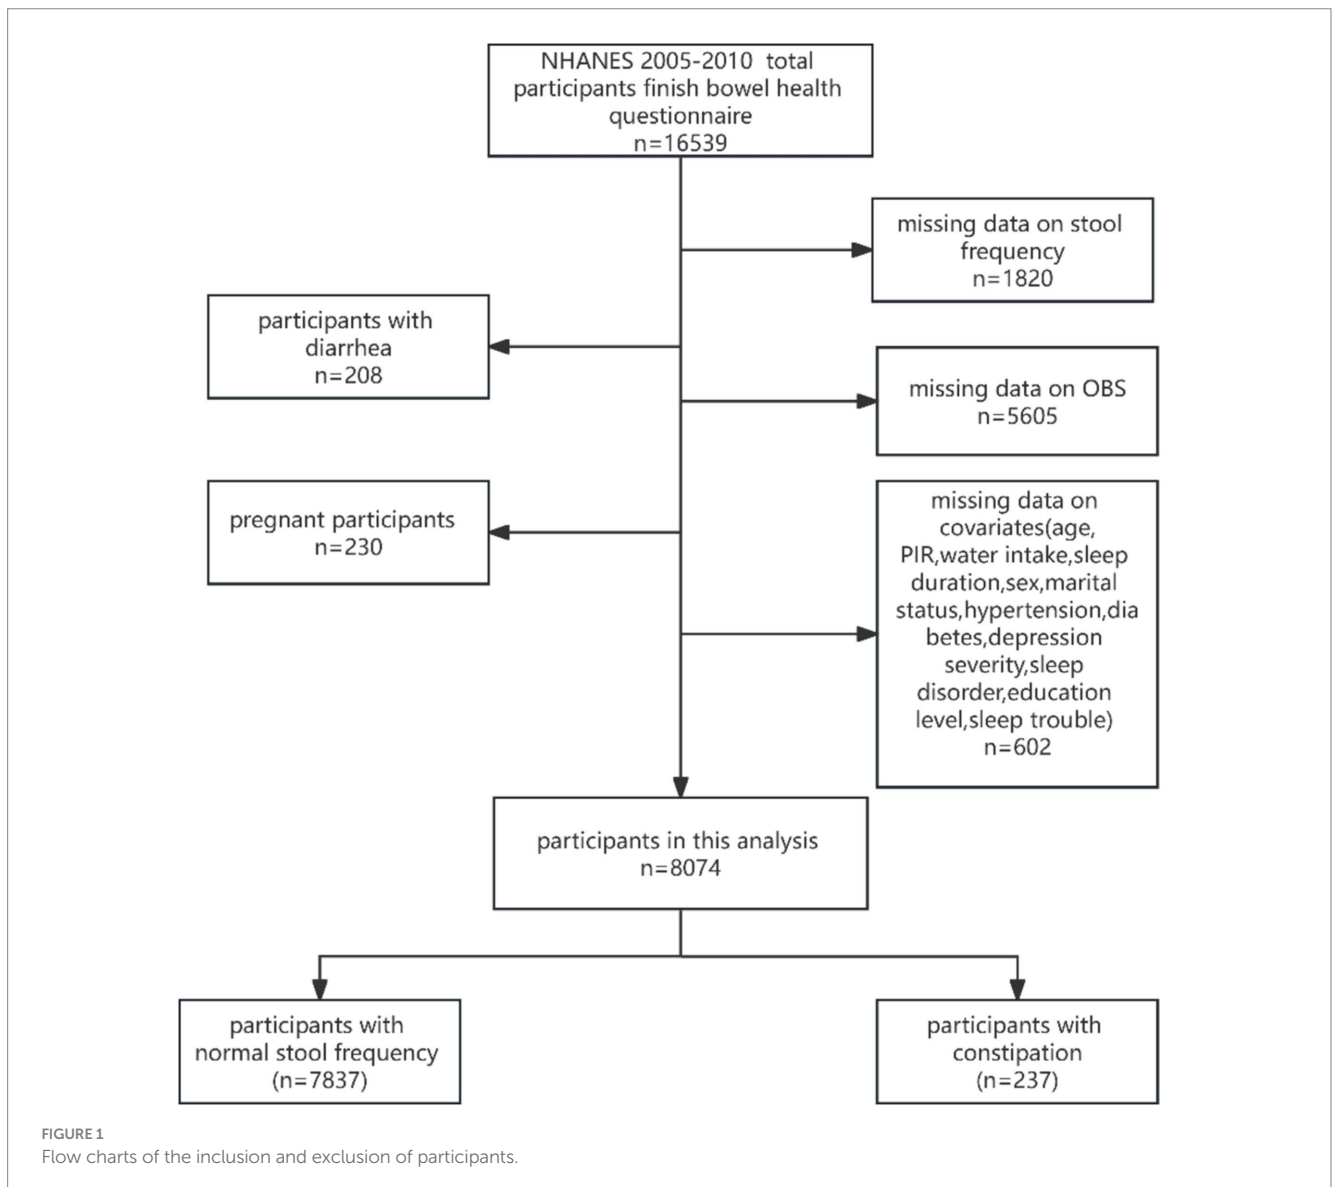 NHANES 2005-2010 total
participants finish bowel health
questionnaire
n=16539
missing data on stool
frequency
n=1820
participants with
diarrhea
n=208
missing data on OBS
n=5605
pregnant participants
n=230
missing data on
covariates(age,
PIR,water intake,sleep
duration,sex,marital
status,hypertension,dia
betes,depression
severity,sleep
disorder,education
level,sleep trouble)
n=602
participants in this analysis
n=8074
participants with
normal stool frequency
(n=7837)
participants with
constipation
(n=237)
FIGURE 1
Flow charts of the inclusion and exclusion of participants.